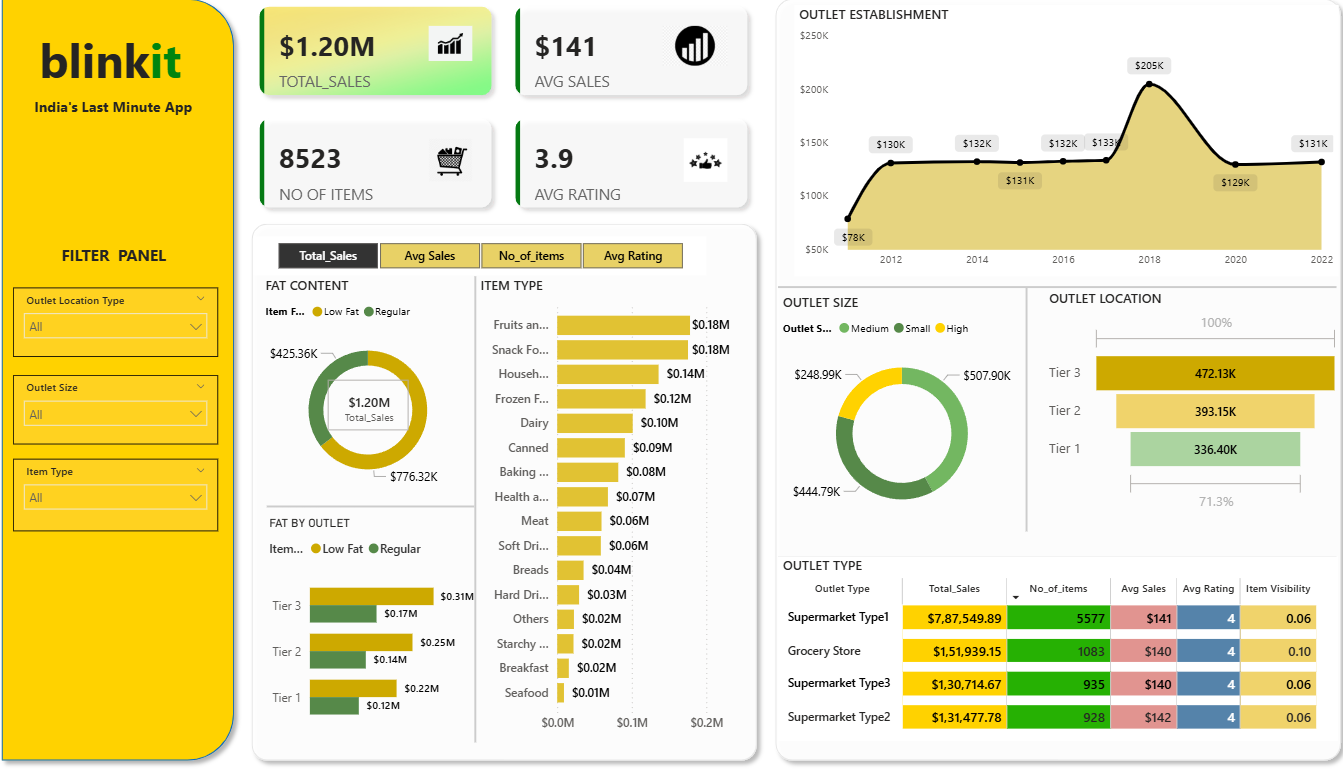 blinkit
India's Last Minute App
FILTER PANEL
Outlet Location Type
All
Outlet Size
All
Item Type
All
$1.20M
TOTAL_SALES
$141
AVG SALES
8523
NO OF ITEMS
3.9
AVG RATING
Total_Sales Avg Sales No_of_items Avg Rating
FAT CONTENT
Item F... Low Fat Regular
$425.36K
$1.20M
Total_Sales
$776.32K
FAT BY OUTLET
Item... Low Fat Regular
Tier 3 $0.31M
$0.17M
Tier 2 $0.25M
$0.14M
Tier 1 $0.22M
$0.12M
ITEM TYPE
Fruits an... $0.18M
Snack Fo... $0.18M
Househ... $0.14M
Frozen F... $0.12M
Dairy $0.10M
Canned $0.09M
Baking ... $0.08M
Health a... $0.07M
Meat $0.06M
Soft Dri... $0.06M
Breads $0.04M
Hard Dri... $0.03M
Others $0.02M
Starchy ... $0.02M
Breakfast $0.02M
Seafood $0.01M
$0.0M $0.1M $0.2M
OUTLET ESTABLISHMENT
$250K
$200K
$150K
$100K
$50K
$78K
$130K
$132K
$131K
$132K
$133K
$205K
$129K
$131K
2012 2014 2016 2018 2020 2022
OUTLET SIZE
Outlet S... Medium Small High
$248.99K
$507.90K
$444.79K
OUTLET LOCATION
100%
Tier 3 472.13K
Tier 2 393.15K
Tier 1 336.40K
71.3%
OUTLET TYPE
Outlet Type Total_Sales No_of_items Avg Sales Avg Rating Item Visibility
Supermarket Type1 $7,87,549.89 5577 $141 4 0.06
Grocery Store $1,51,939.15 1083 $140 4 0.10
Supermarket Type3 $1,30,714.67 935 $140 4 0.06
Supermarket Type2 $1,31,477.78 928 $142 4 0.06